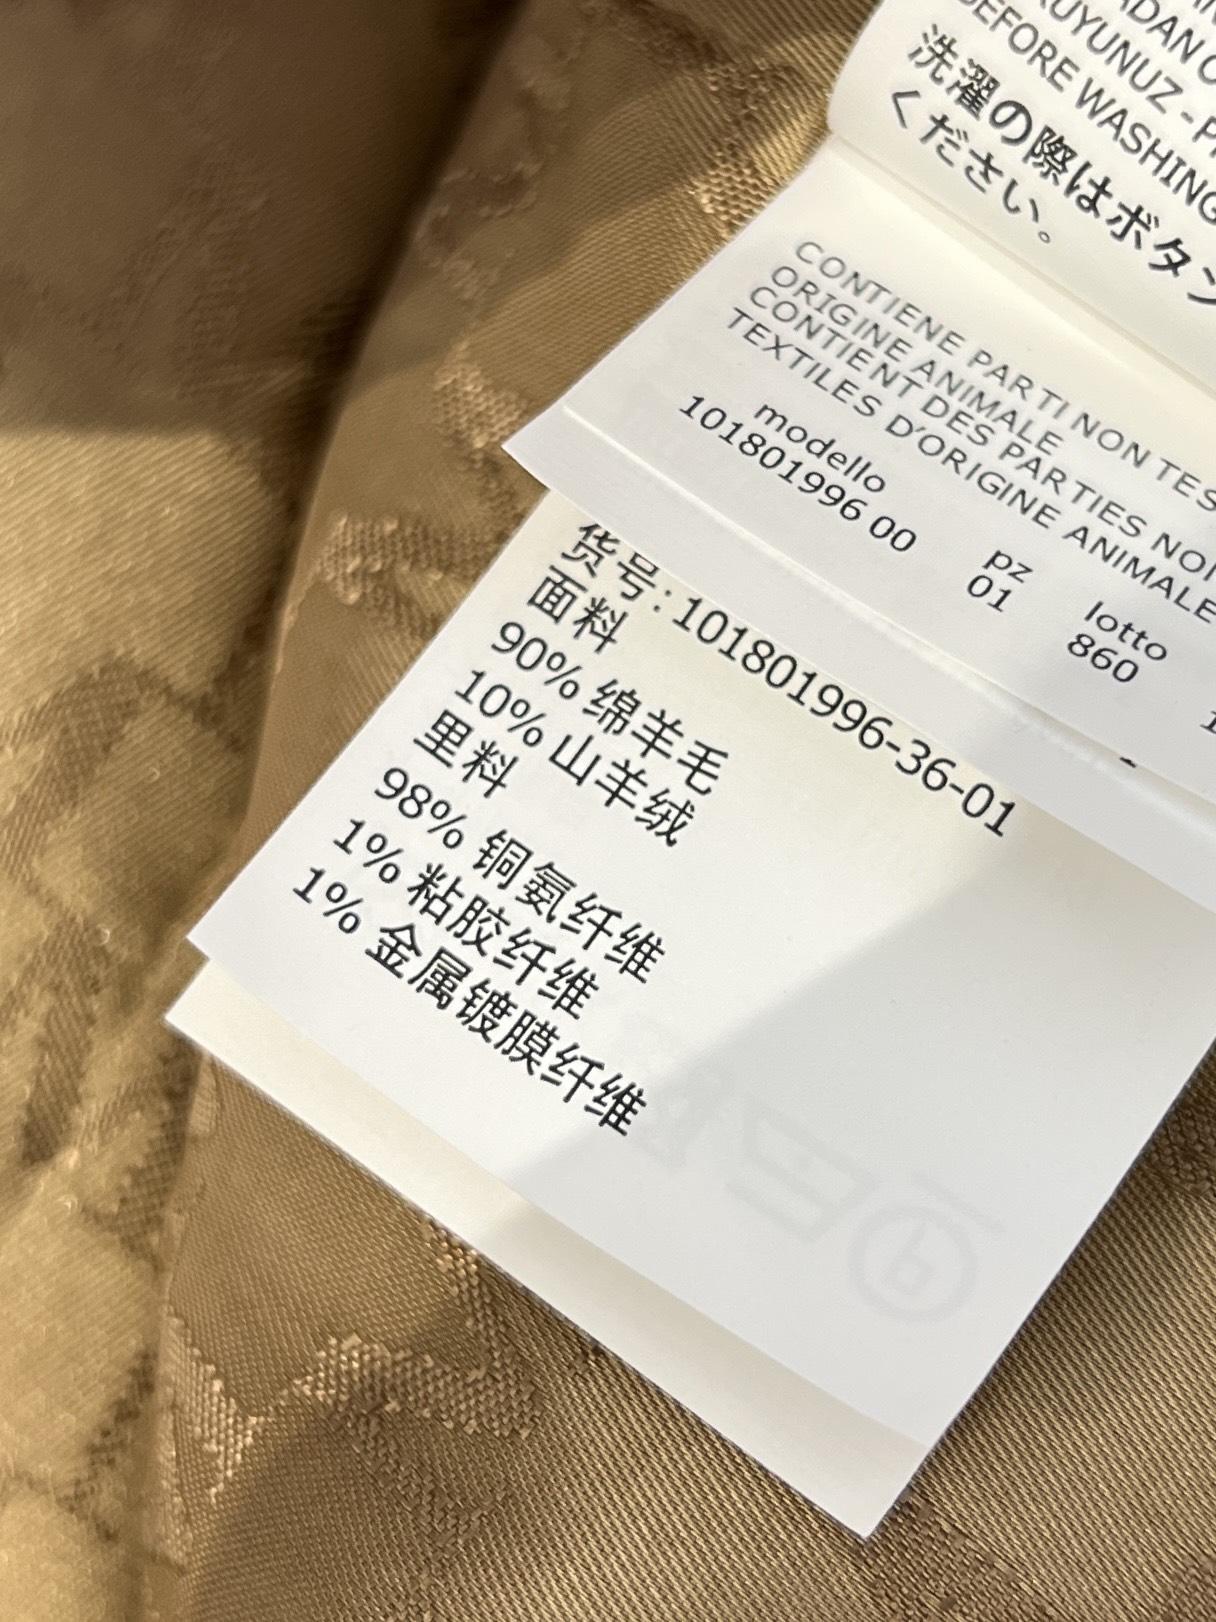 ADAN
KUYUNUZ - 
BEFORE WASHING
洗濯の際はボタン
ください。
CONTIENE PARTI NON
ORIGINE ANIMALE
CONTIENT DES PARTIES
TEXTILES D'ORIGINE ANIMALE
modello pz lotto
101801996 00 01 860
货号: 101801996-36-01
面料
90% 绵羊毛
10% 山羊绒
里料
98% 铜氨纤维
1% 粘胶纤维
1% 金属镀膜纤维